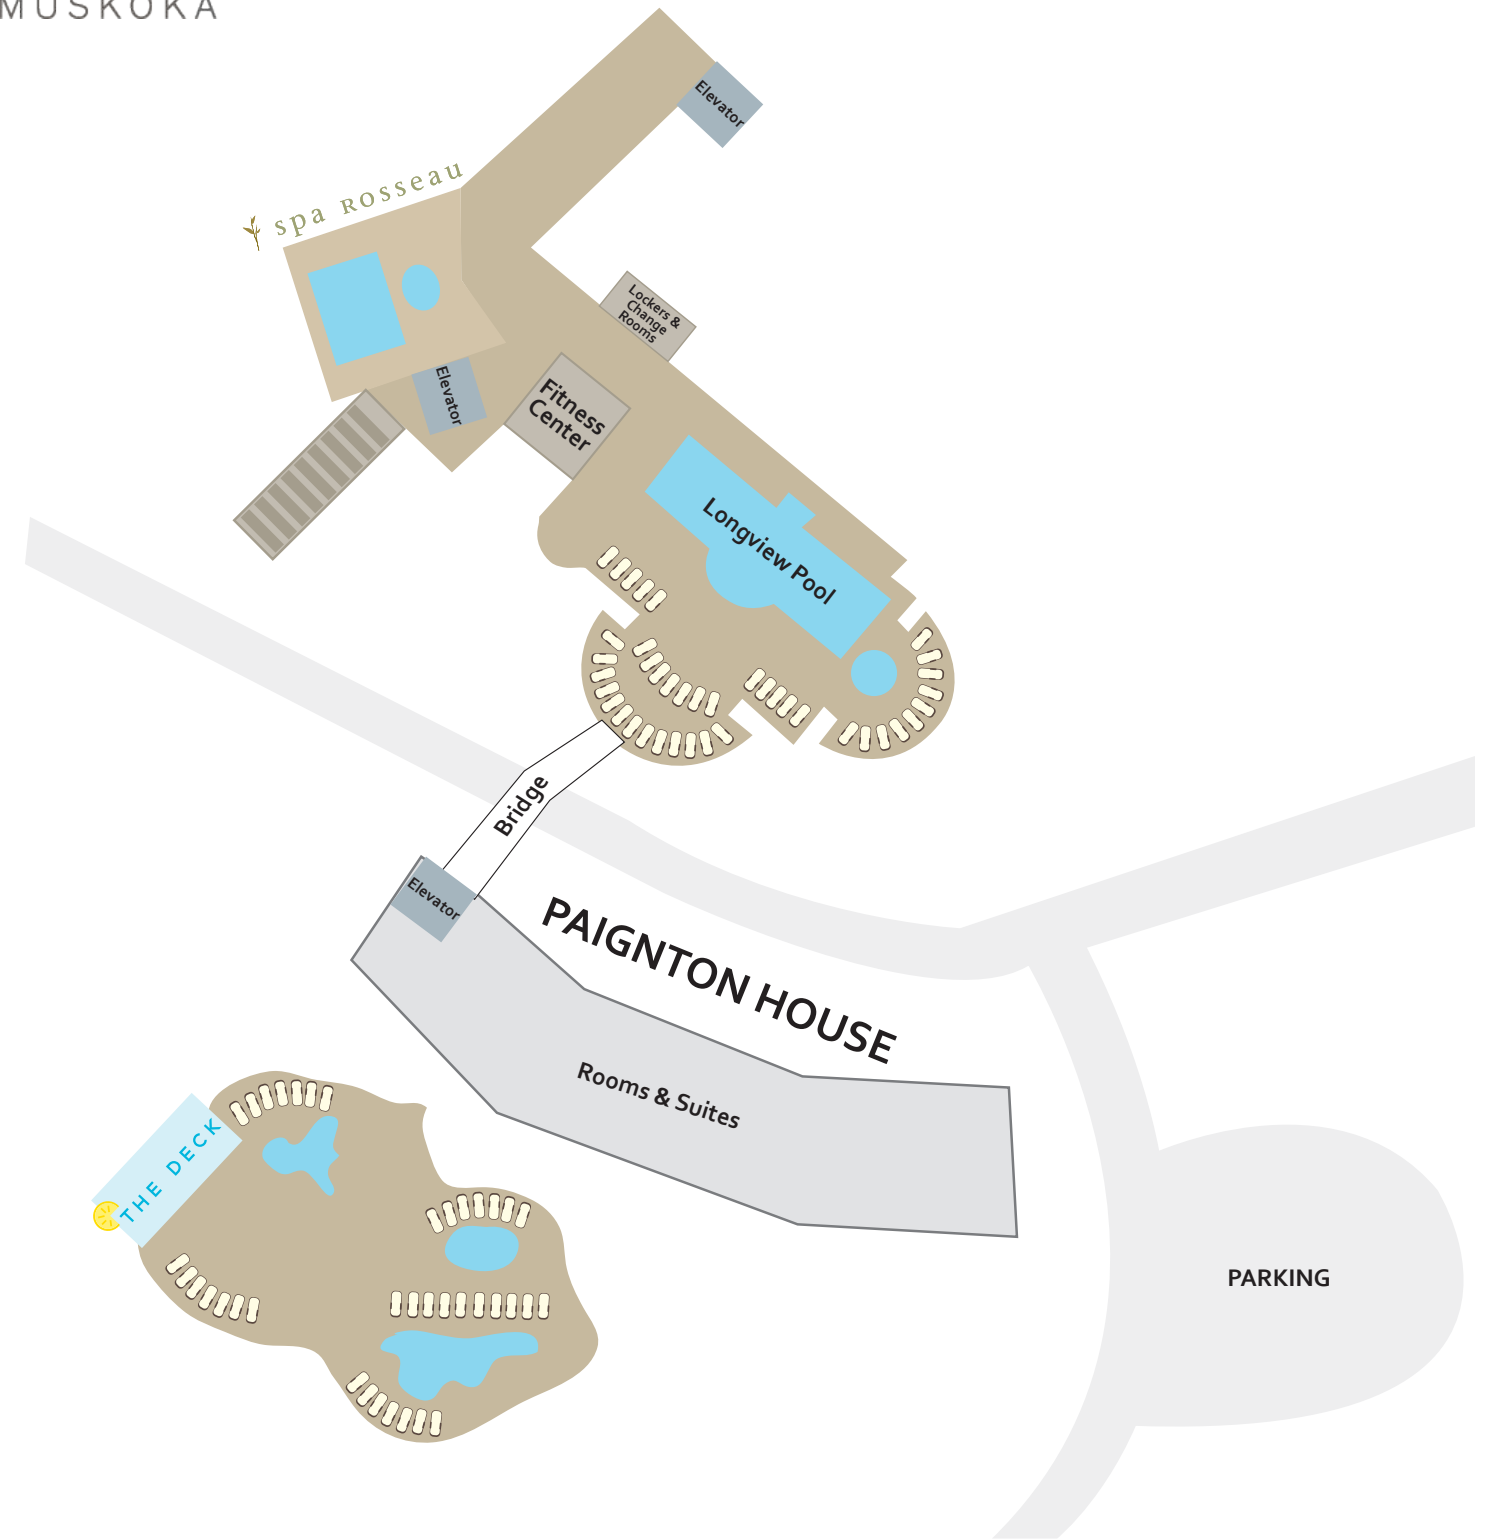 MUSKOKA
Elevator
spa Rosseau
Lockers &
Change
Rooms
Elevator
Fitness
Center
Longview Pool
Bridge
Elevator
PAIGNTON HOUSE
Rooms & Suites
THE DECK
PARKING